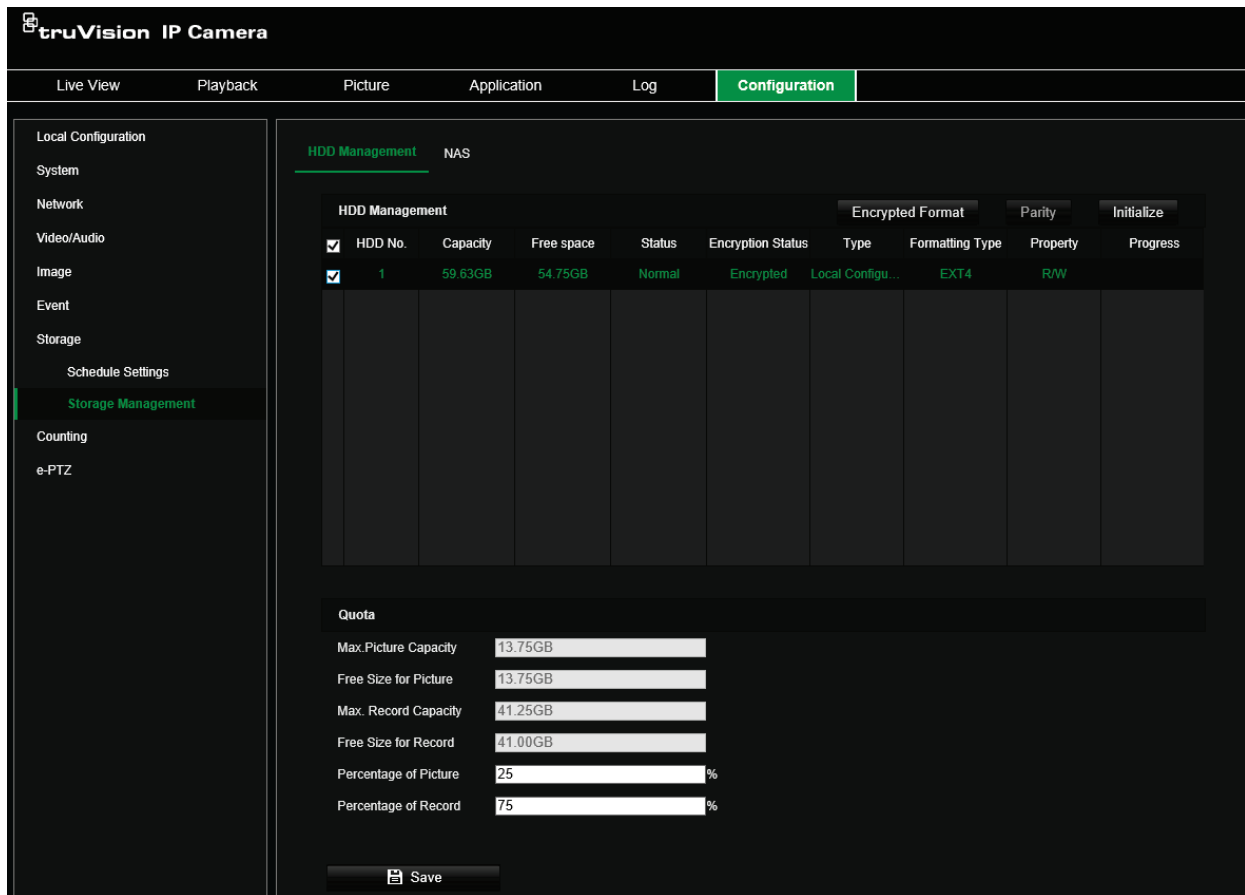 truVision IP Camera
Live View Playback Picture Application Log Configuration
Local Configuration
System
Network
Video/Audio
Image
Event
Storage
Schedule Settings
Storage Management
Counting
e-PTZ
HDD Management NAS
HDD Management Encrypted Format Parity Initialize
HDD No. Capacity Free space Status Encryption Status Type Formatting Type Property Progress
1 59.63GB 54.75GB Normal Encrypted Local Configu... EXT4 R/W
Quota
Max.Picture Capacity 13.75GB
Free Size for Picture 13.75GB
Max. Record Capacity 41.25GB
Free Size for Record 41.00GB
Percentage of Picture 25 %
Percentage of Record 75 %
Save